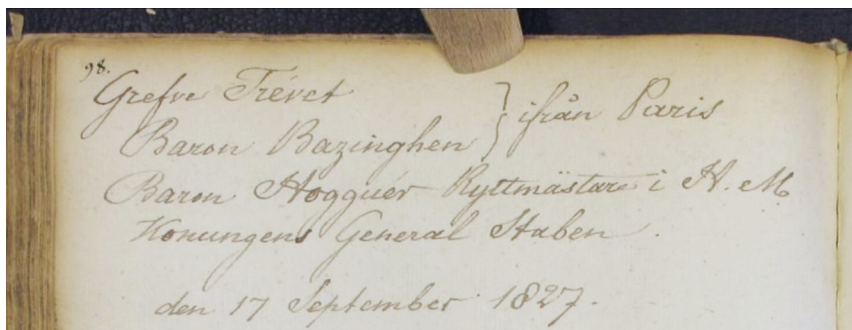 98.
Grefve Trévet
Baron Bazinghen } ifrån Paris
Baron Hogguér Ryttmästare i H. M
Konungens General Staben.
den 17 September 1827.